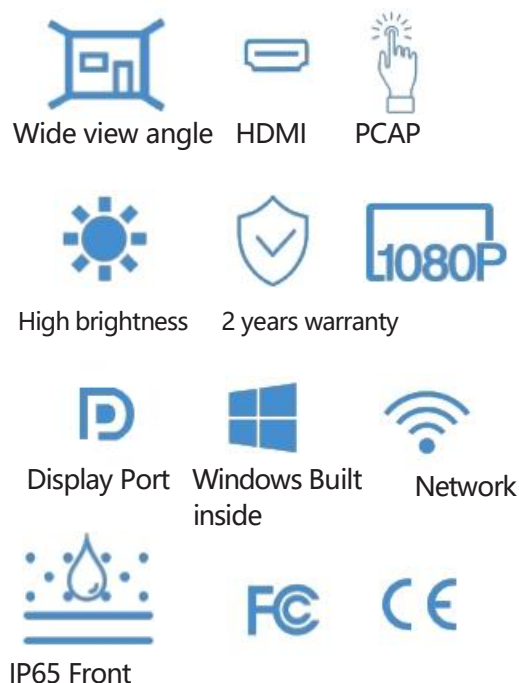 Wide view angle HDMI PCAP
1080P
High brightness 2 years warranty
Display Port Windows Built
inside
Network
FC CE
IP65 Front